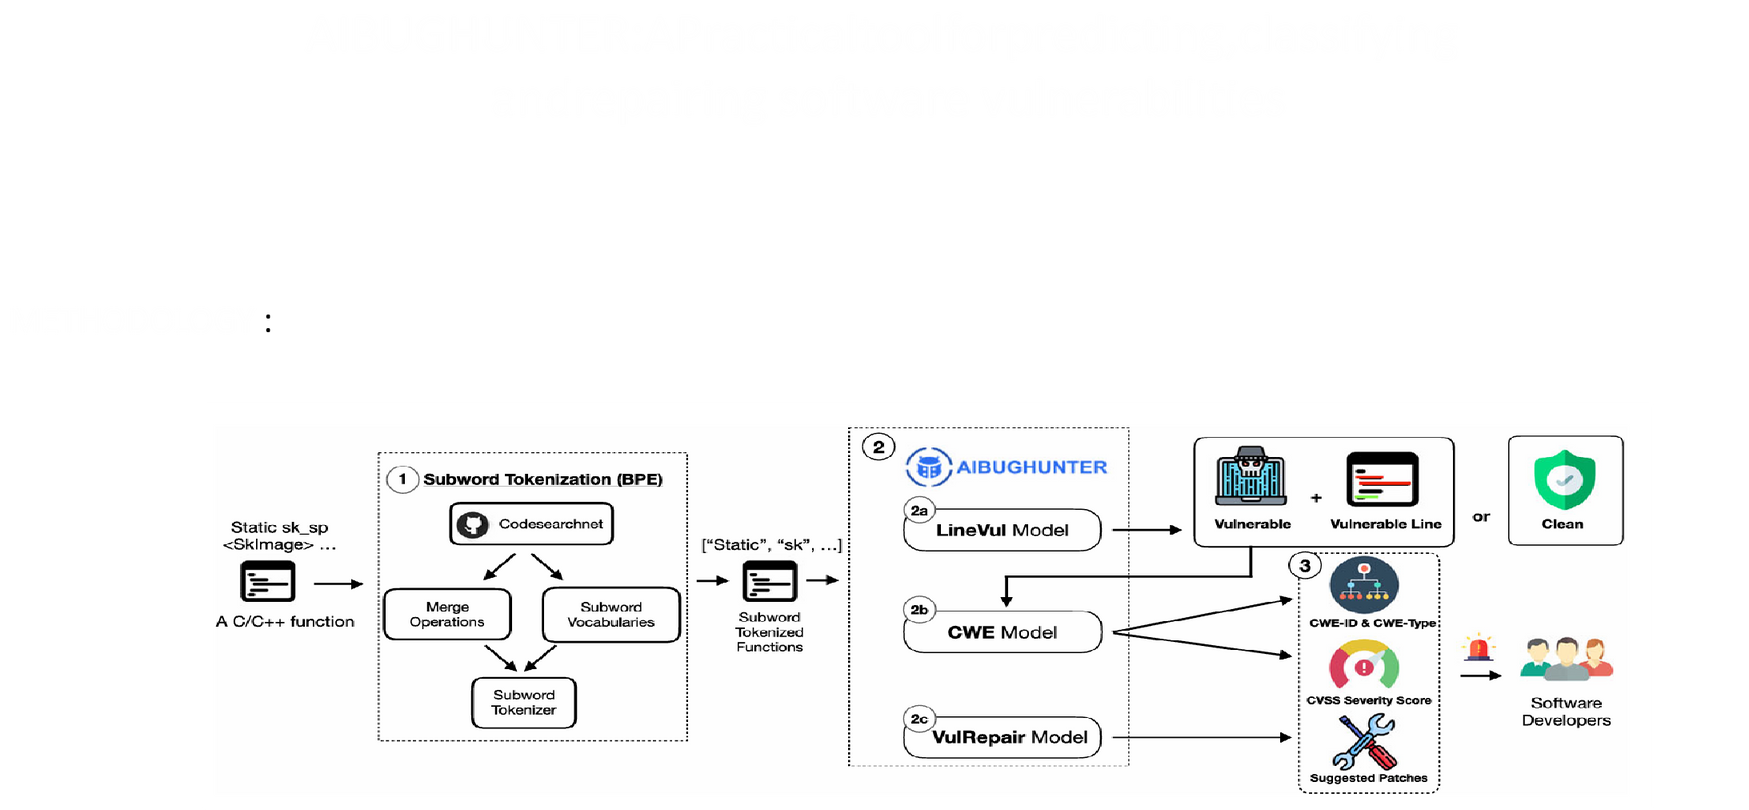 :
Static sk_sp
<SkImage> ...
A C/C++ function
1 Subword Tokenization (BPE)
Codesearchnet
Merge
Operations
Subword
Vocabularies
Subword
Tokenizer
["Static", "sk", ...]
Subword
Tokenized
Functions
2
AIBUGHUNTER
2a
LineVul Model
2b
CWE Model
2c
VulRepair Model
Vulnerable
+
Vulnerable Line
or
Clean
3
CWE-ID & CWE-Type
CVSS Severity Score
Suggested Patches
Software
Developers